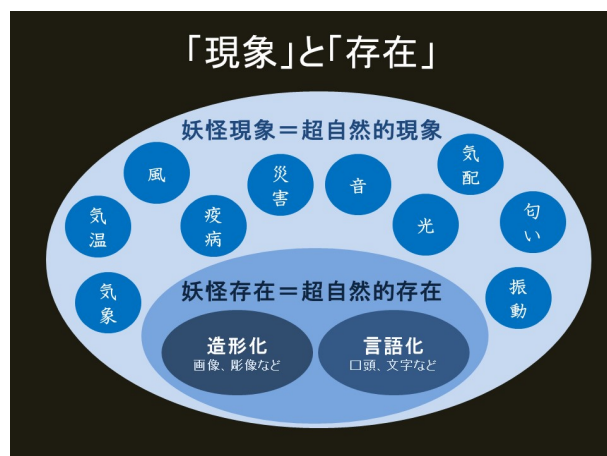 「現象」と「存在」
妖怪現象＝超自然的現象
風
災害
音
気配
気温
疫病
光
匂い
気象
振動
妖怪存在＝超自然的存在
造形化
画像、彫像など
言語化
口頭、文字など